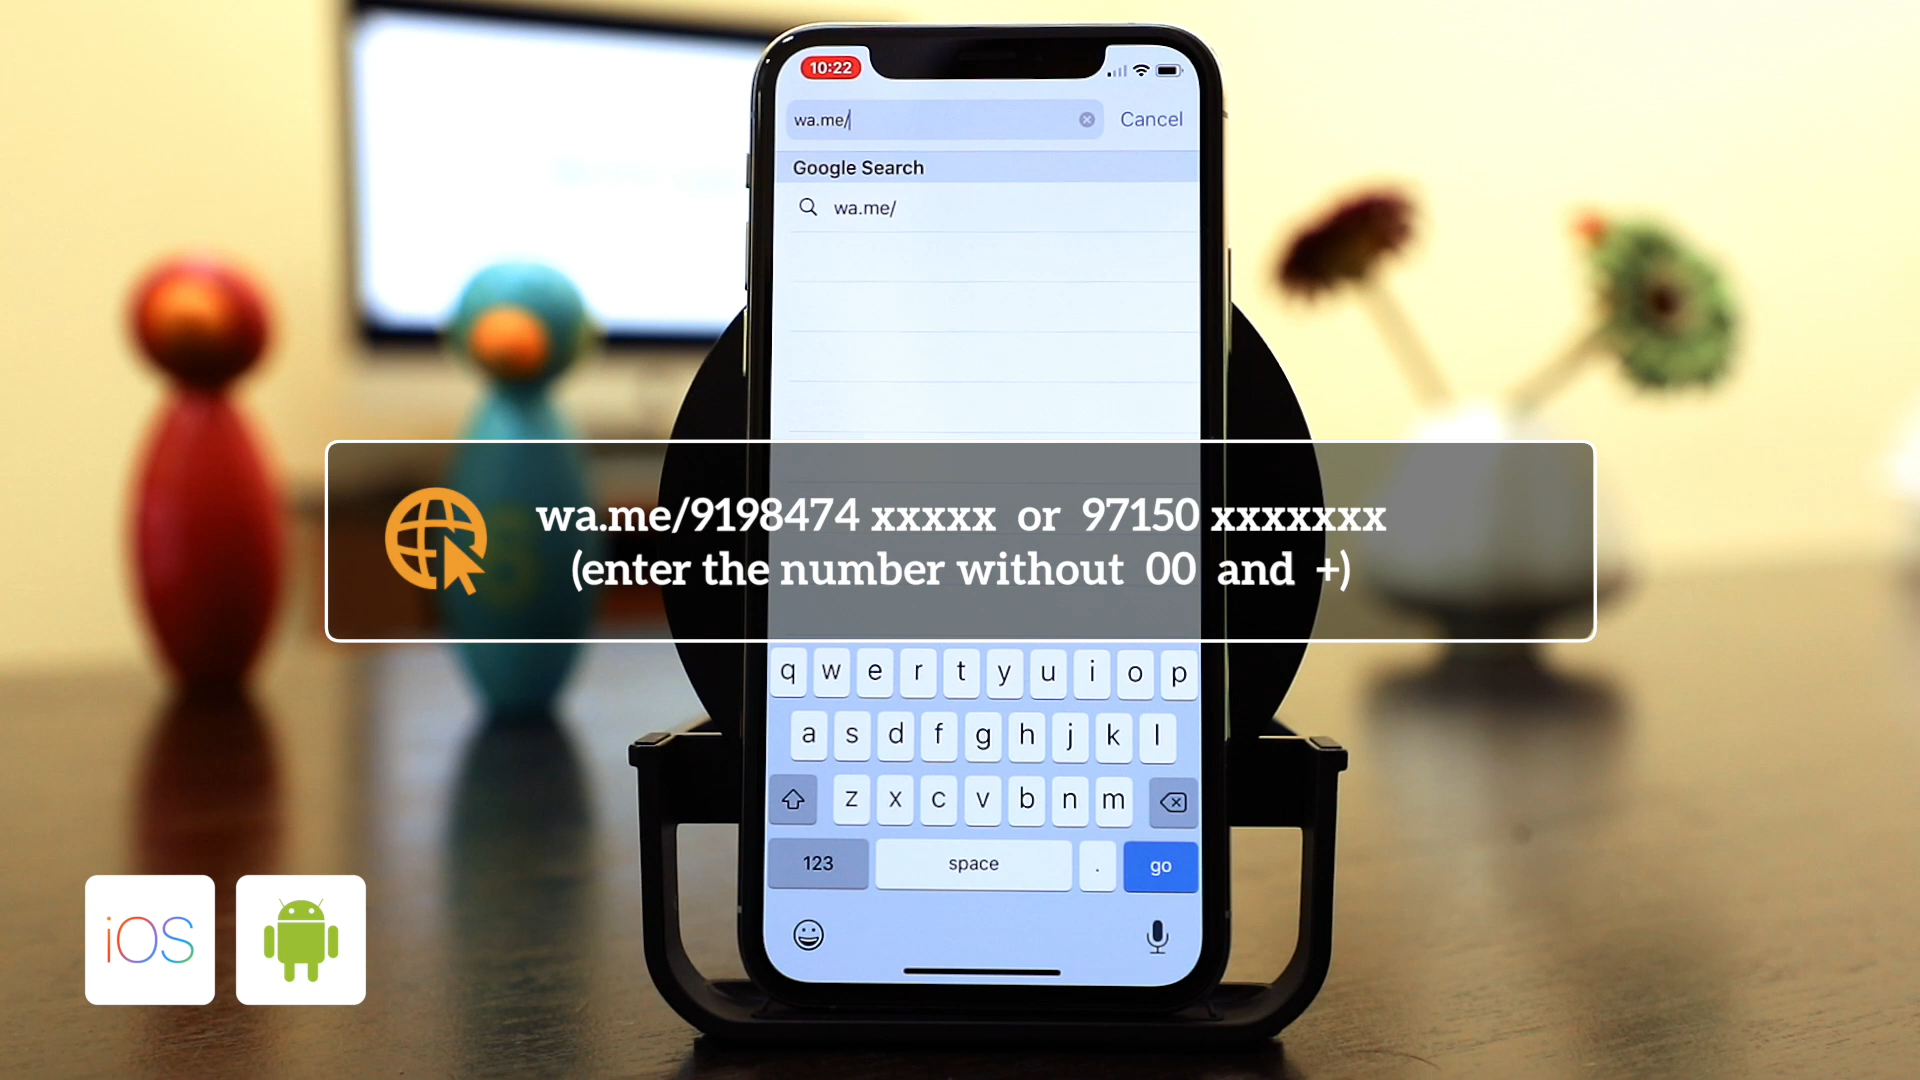 10:22
wa.me/
Cancel
Google Search
wa.me/
wa.me/9198474 xxxxx or 97150 xxxxxxx
(enter the number without 00 and +)
q w e r t y u i o p
a s d f g h j k l
z x c v b n m
123 space . go
iOS